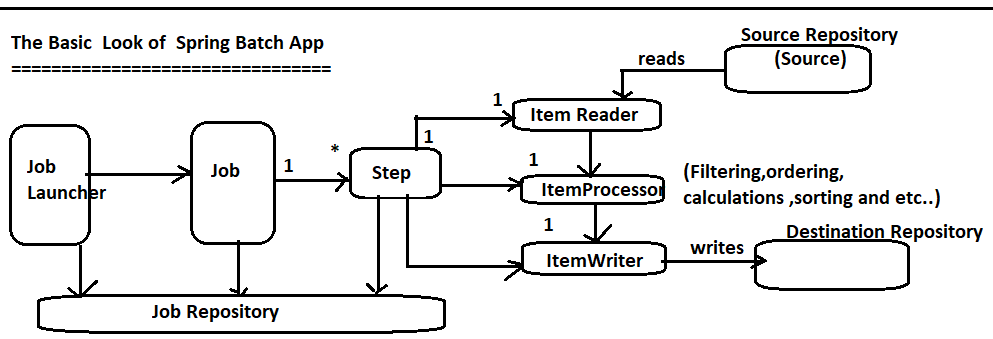 The Basic Look of Spring Batch App
=================================
Source Repository
(Source)
reads
1
Item Reader
1
*
Job
Launcher
Job
1
Step
1
ItemProcessor
(Filtering,ordering,
calculations ,sorting and etc..)
1
ItemWriter
writes
Destination Repository
Job Repository